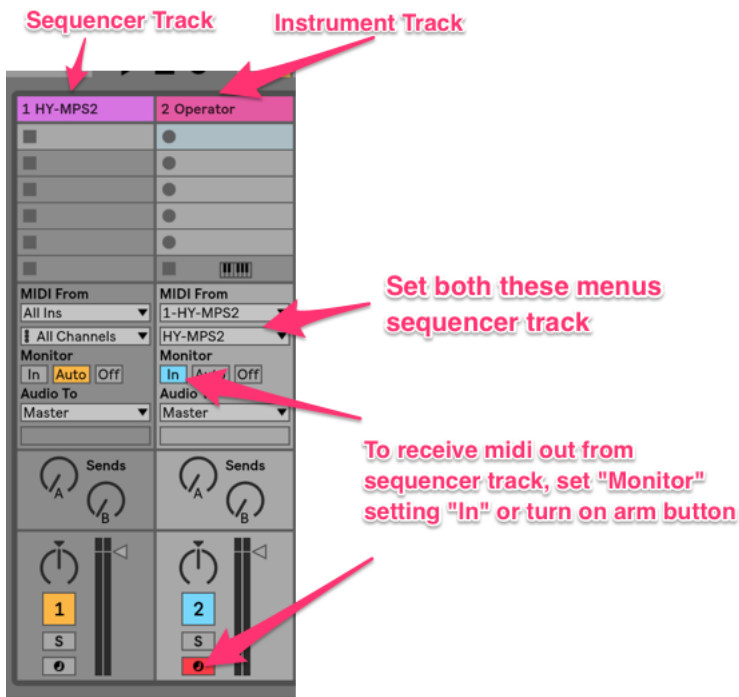 Sequencer Track
Instrument Track
1 HY-MPS2
2 Operator
MIDI From
All Ins
All Channels
Monitor
In Auto Off
Audio To
Master
MIDI From
1-HY-MPS2
HY-MPS2
Monitor
In Auto Off
Audio
Master
Set both these menus
sequencer track
To receive midi out from
sequencer track, set "Monitor"
setting "In" or turn on arm button
Sends
A
B
Sends
A
B
1
S
2
S